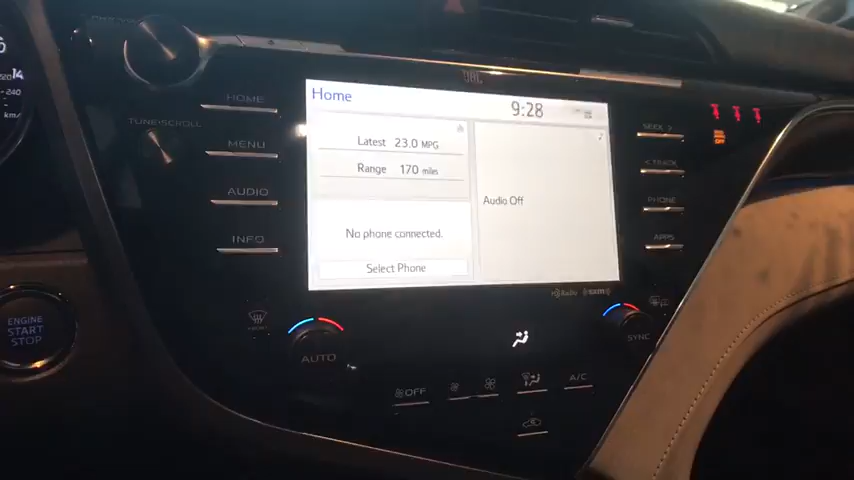 JBL
Home
9:28
Latest 23.0 MPG
Range 170 miles
Audio Off
No phone connected.
Select Phone
HOME
TUNE•SCROLL
MENU
AUDIO
INFO
SEEK >
< TRACK
PHONE
APPS
ENGINE
START
STOP
AUTO
SYNC
OFF
A/C
km/h